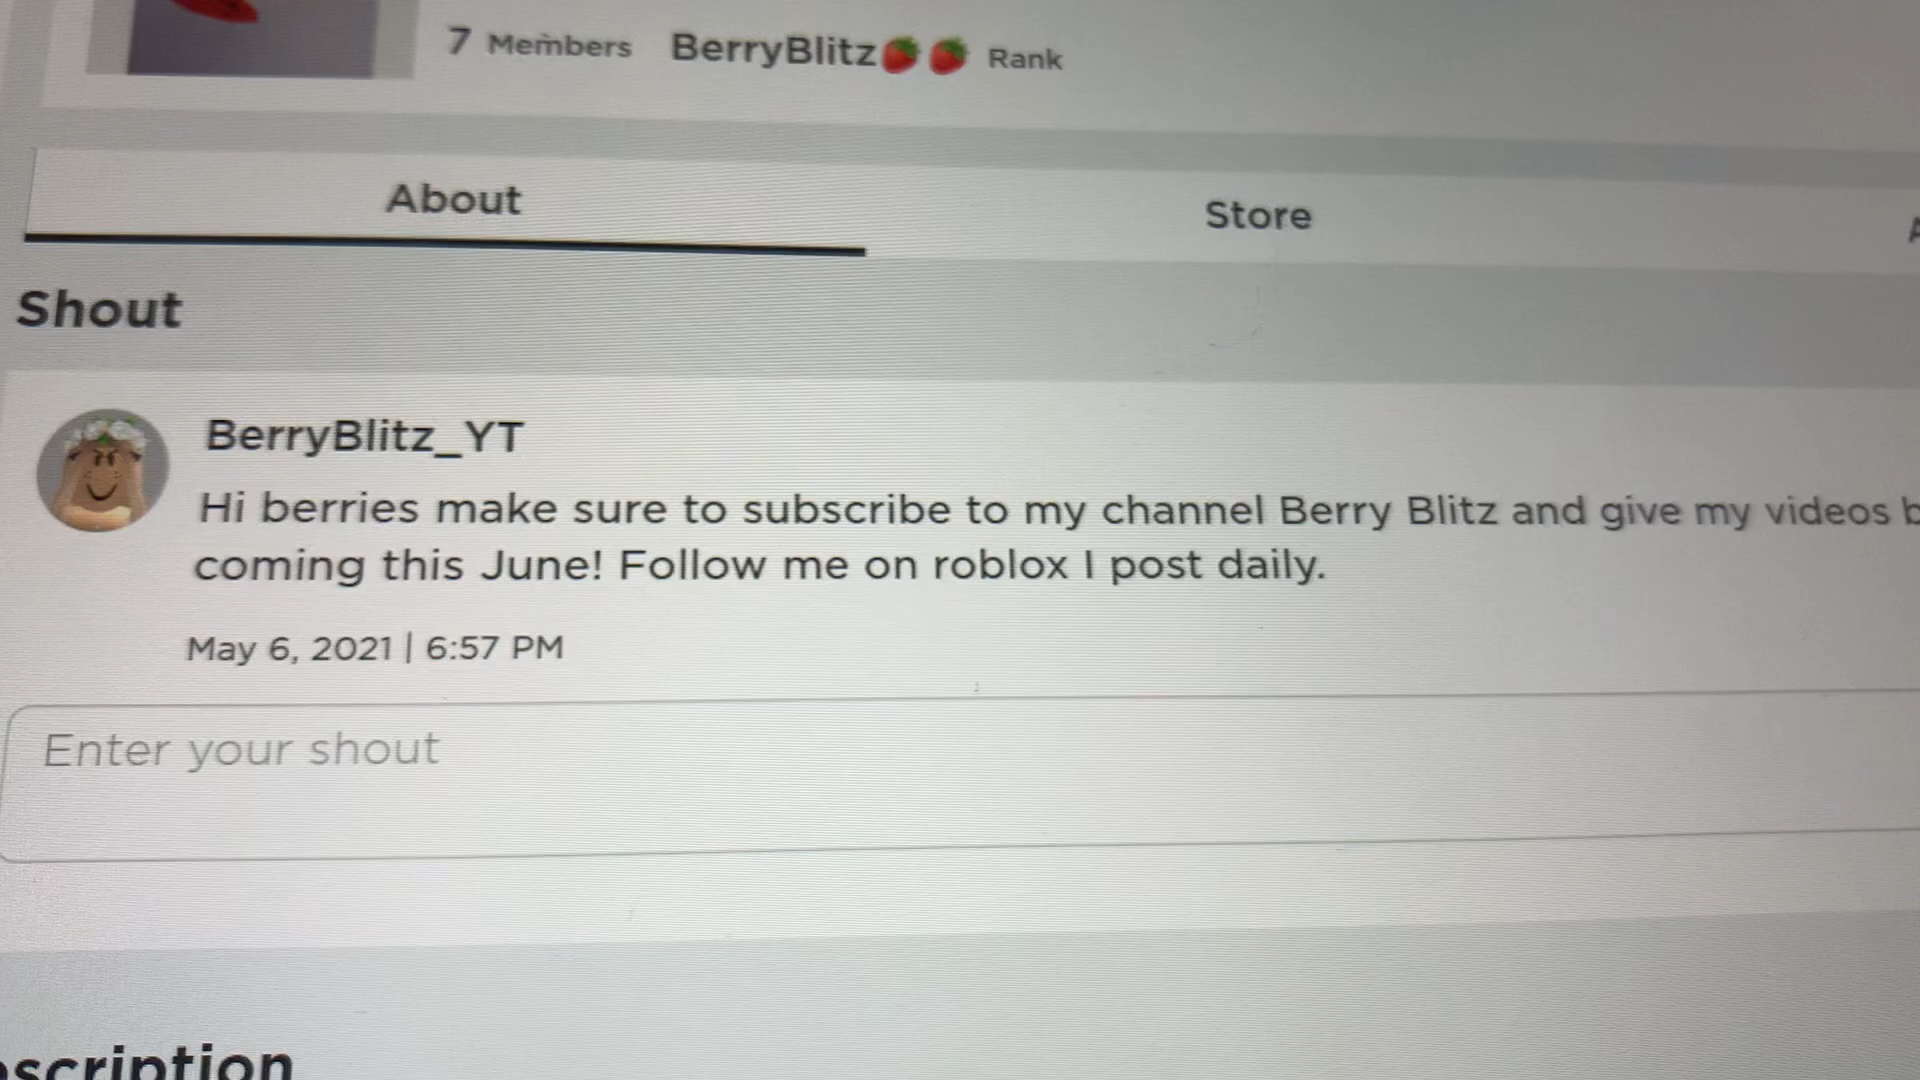 7 Members BerryBlitz🍓🍓 Rank
About Store
Shout
BerryBlitz_YT
Hi berries make sure to subscribe to my channel Berry Blitz and give my videos
coming this June! Follow me on roblox I post daily.
May 6, 2021 | 6:57 PM
Enter your shout
scription